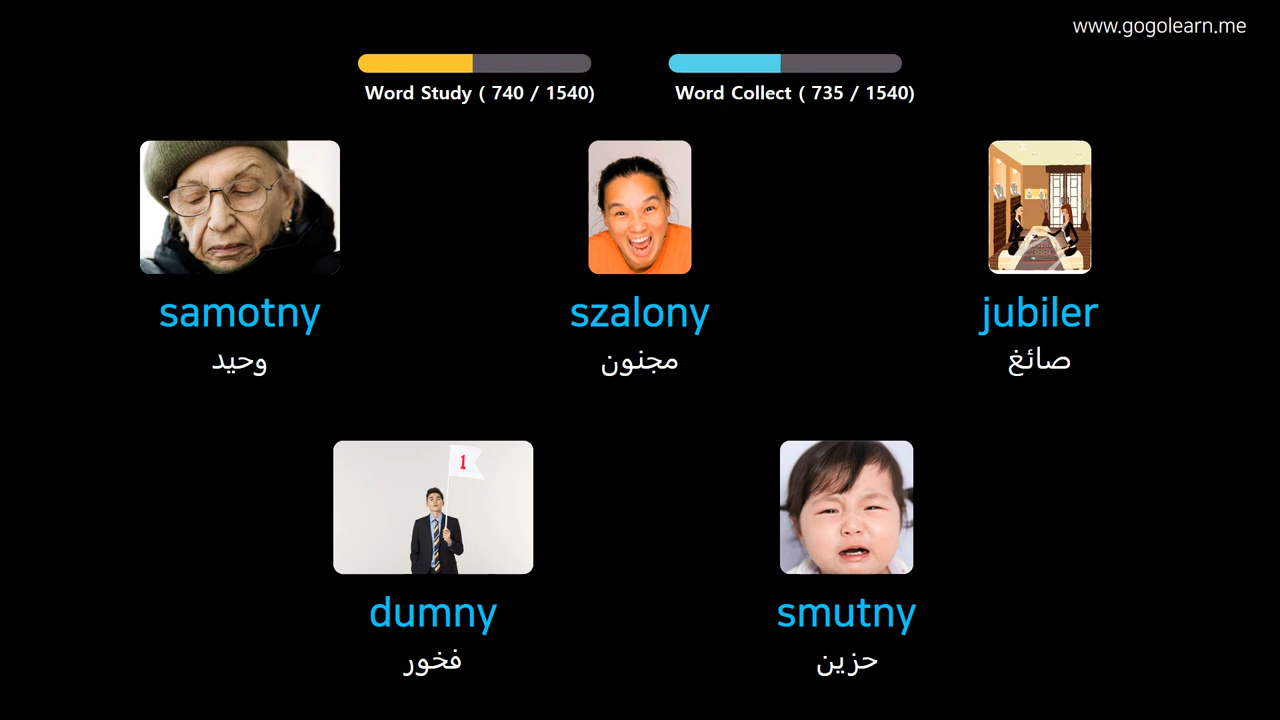 www.gogolearn.me
Word Study ( 740 / 1540)
Word Collect ( 735 / 1540)
samotny
وحيد
szalony
مجنون
jubiler
صائغ
1
dumny
فخور
smutny
حزين